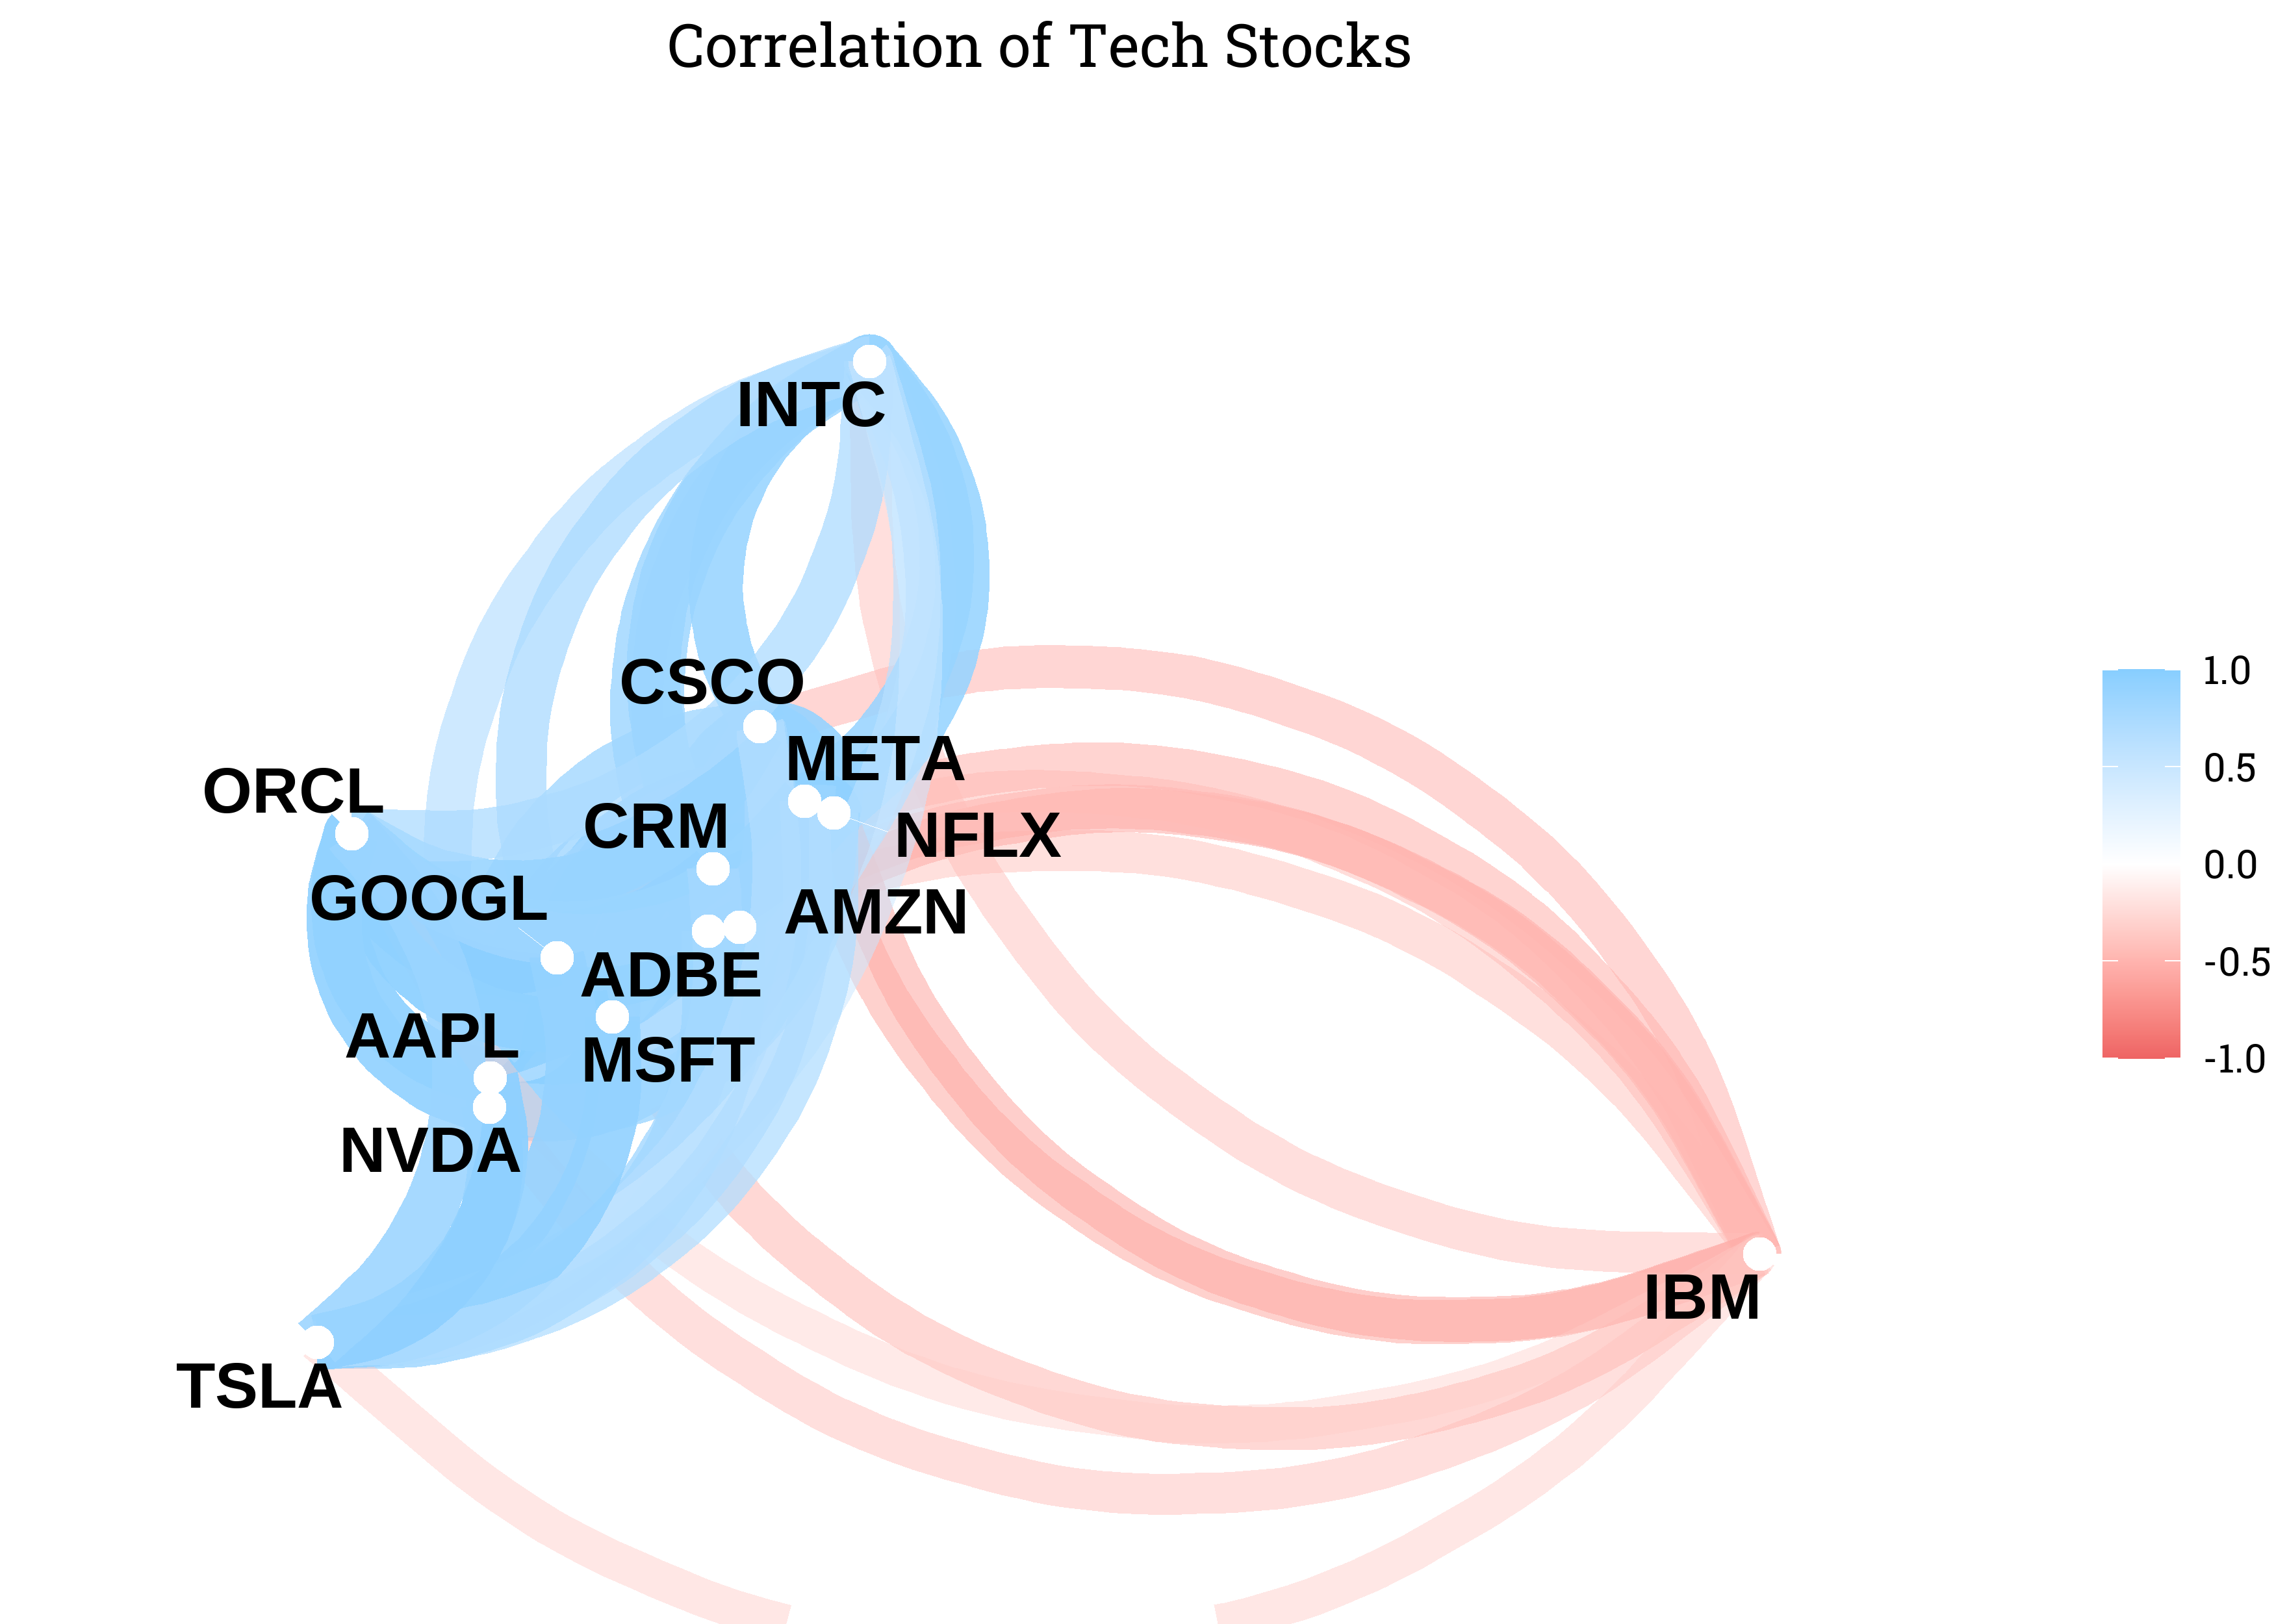 Correlation of Tech Stocks
INTC
CSCO
META
ORCL
CRM
NFLX
GOOGL
AMZN
ADBE
AAPL
MSFT
NVDA
IBM
TSLA
1.0
0.5
0.0
-0.5
-1.0